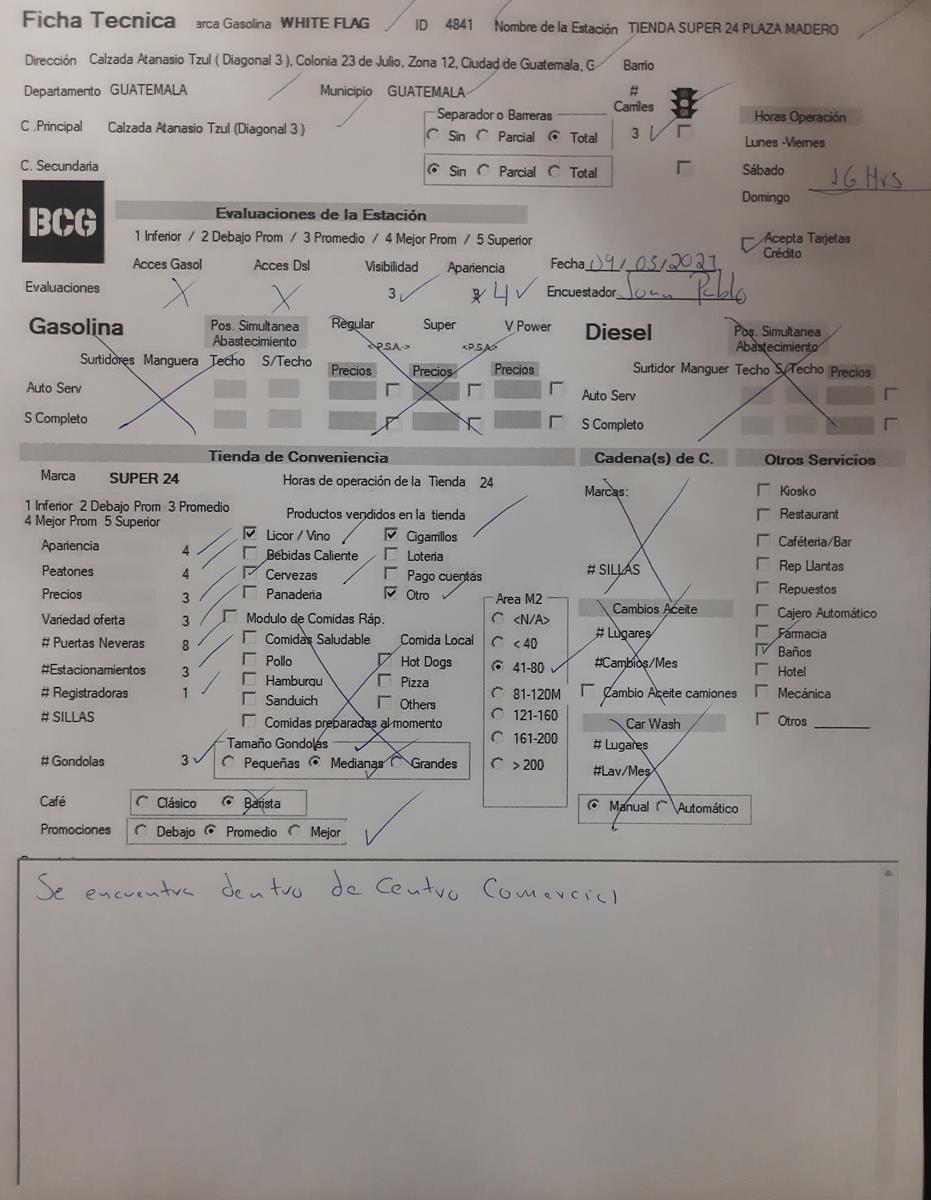 Ficha Tecnica arca Gasolina WHITE FLAG ID 4841 Nombre de la Estación TIENDA SUPER 24 PLAZA MADERO
Dirección Calzada Atanasio Tzul ( Diagonal 3 ), Colonia 23 de Julio, Zona 12, Ciudad de Guatemala, G Barrio
Departamento GUATEMALA Municipio GUATEMALA # Carriles
C .Principal Calzada Atanasio Tzul (Diagonal 3 ) Separador o Barreras Sin Parcial Total 3 Horas Operación
Lunes -Viernes
C. Secundaria Sin Parcial Total Sábado 16 Hrs
Domingo
BCG
Evaluaciones de la Estación
1 Inferior / 2 Debajo Prom / 3 Promedio / 4 Mejor Prom / 5 Superior Acepta Tarjetas Crédito
Acces Gasol Acces Dsl Visibilidad Apariencia Fecha 09/03/2021
Evaluaciones X X 3 4 Encuestador Juan Pablo
Gasolina Pos. Simultanea Abastecimiento Regular Super V Power Diesel Pos. Simultanea Abastecimiento
<-P.S.A.-> <-P.S.A>
Surtidores Manguera Techo S/Techo Precios Precios Precios Surtidor Manguer Techo S/Techo Precios
Auto Serv Auto Serv
S Completo S Completo
Tienda de Conveniencia Cadena(s) de C. Otros Servicios
Marca SUPER 24 Horas de operación de la Tienda 24 Marcas: Kiosko
1 Inferior 2 Debajo Prom 3 Promedio
4 Mejor Prom 5 Superior Productos vendidos en la tienda Restaurant
Apariencia 4 Licor / Vino Cigarrillos Caféteria/Bar
Bebidas Caliente Loteria
Peatones 4 Cervezas Pago cuentas # SILLAS Rep Llantas
Precios 3 Panaderia Otro Area M2 Repuestos
Variedad oferta 3 Modulo de Comidas Ráp. <N/A> Cambios Aceite Cajero Automático
# Puertas Neveras 8 Comidas Saludable Comida Local < 40 # Lugares Farmacia
Baños
#Estacionamientos 3 Pollo Hot Dogs 41-80 #Cambios/Mes Hotel
# Registradoras 1 Hamburqu Pizza 81-120M Cambio Aceite camiones Mecánica
Sanduich Others
# SILLAS Comidas preparadas al momento 121-160 Car Wash Otros
Tamaño Gondolas 161-200 # Lugares
# Gondolas 3 Pequeñas Medianas Grandes > 200 #Lav/Mes
Café Clásico Barista Manual Automático
Promociones Debajo Promedio Mejor
Se encuentra dentro de Centro Comercial